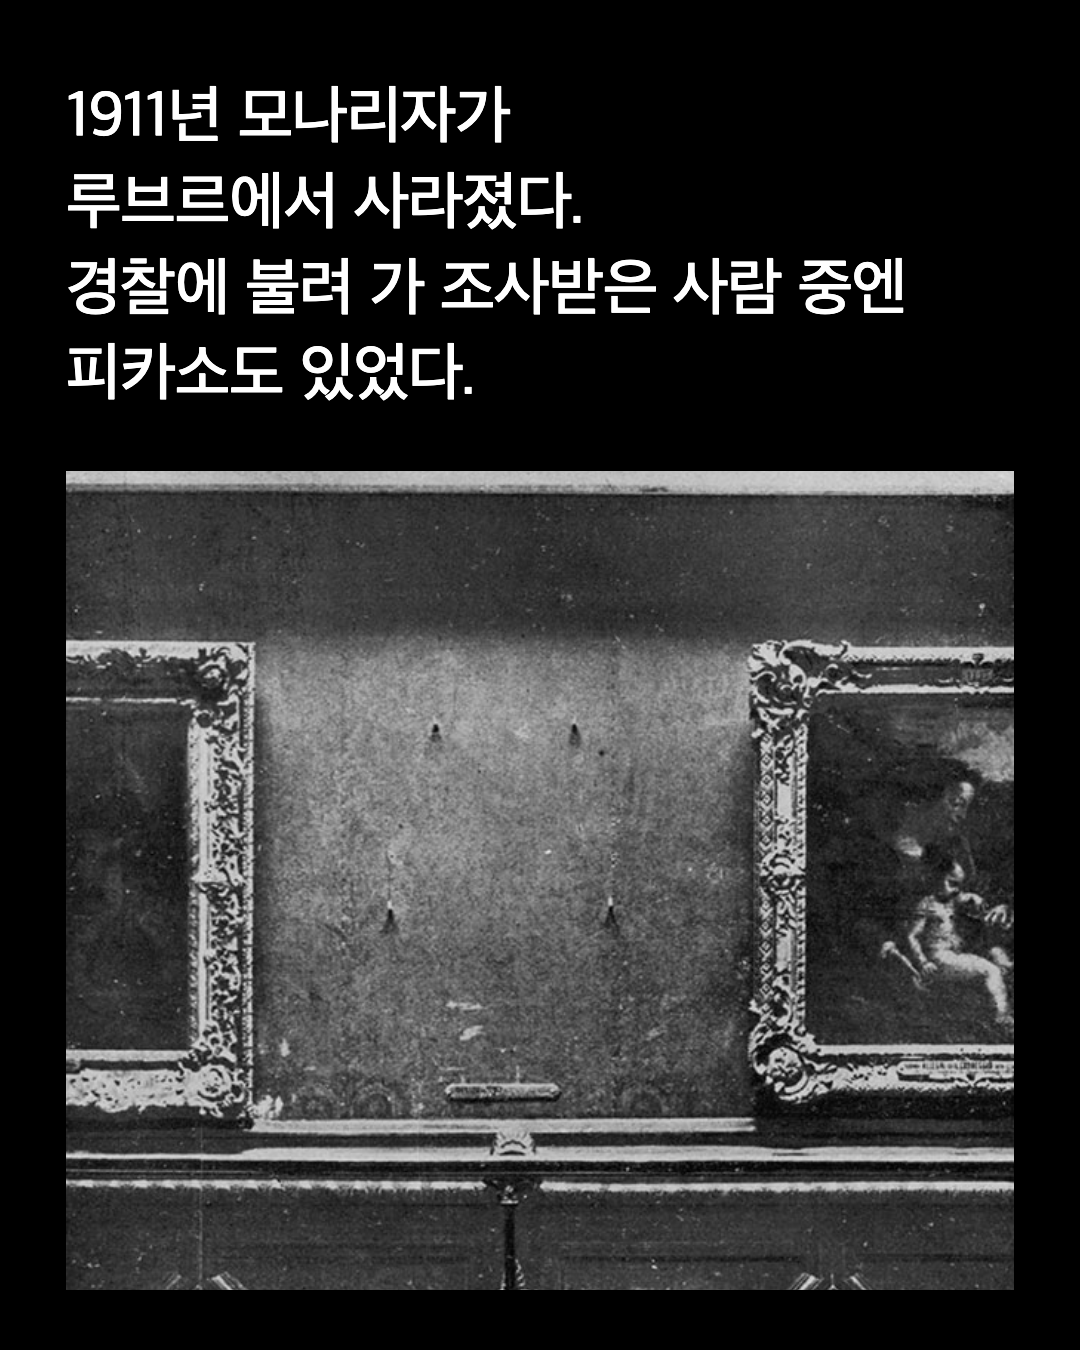 1911년 모나리자가
루브르에서 사라졌다.
경찰에 불려 가 조사받은 사람 중엔
피카소도 있었다.